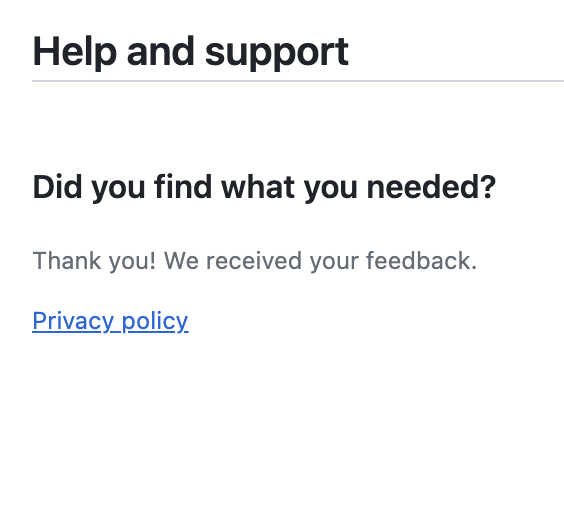 Help and support
Did you find what you needed?
Thank you! We received your feedback.
Privacy policy